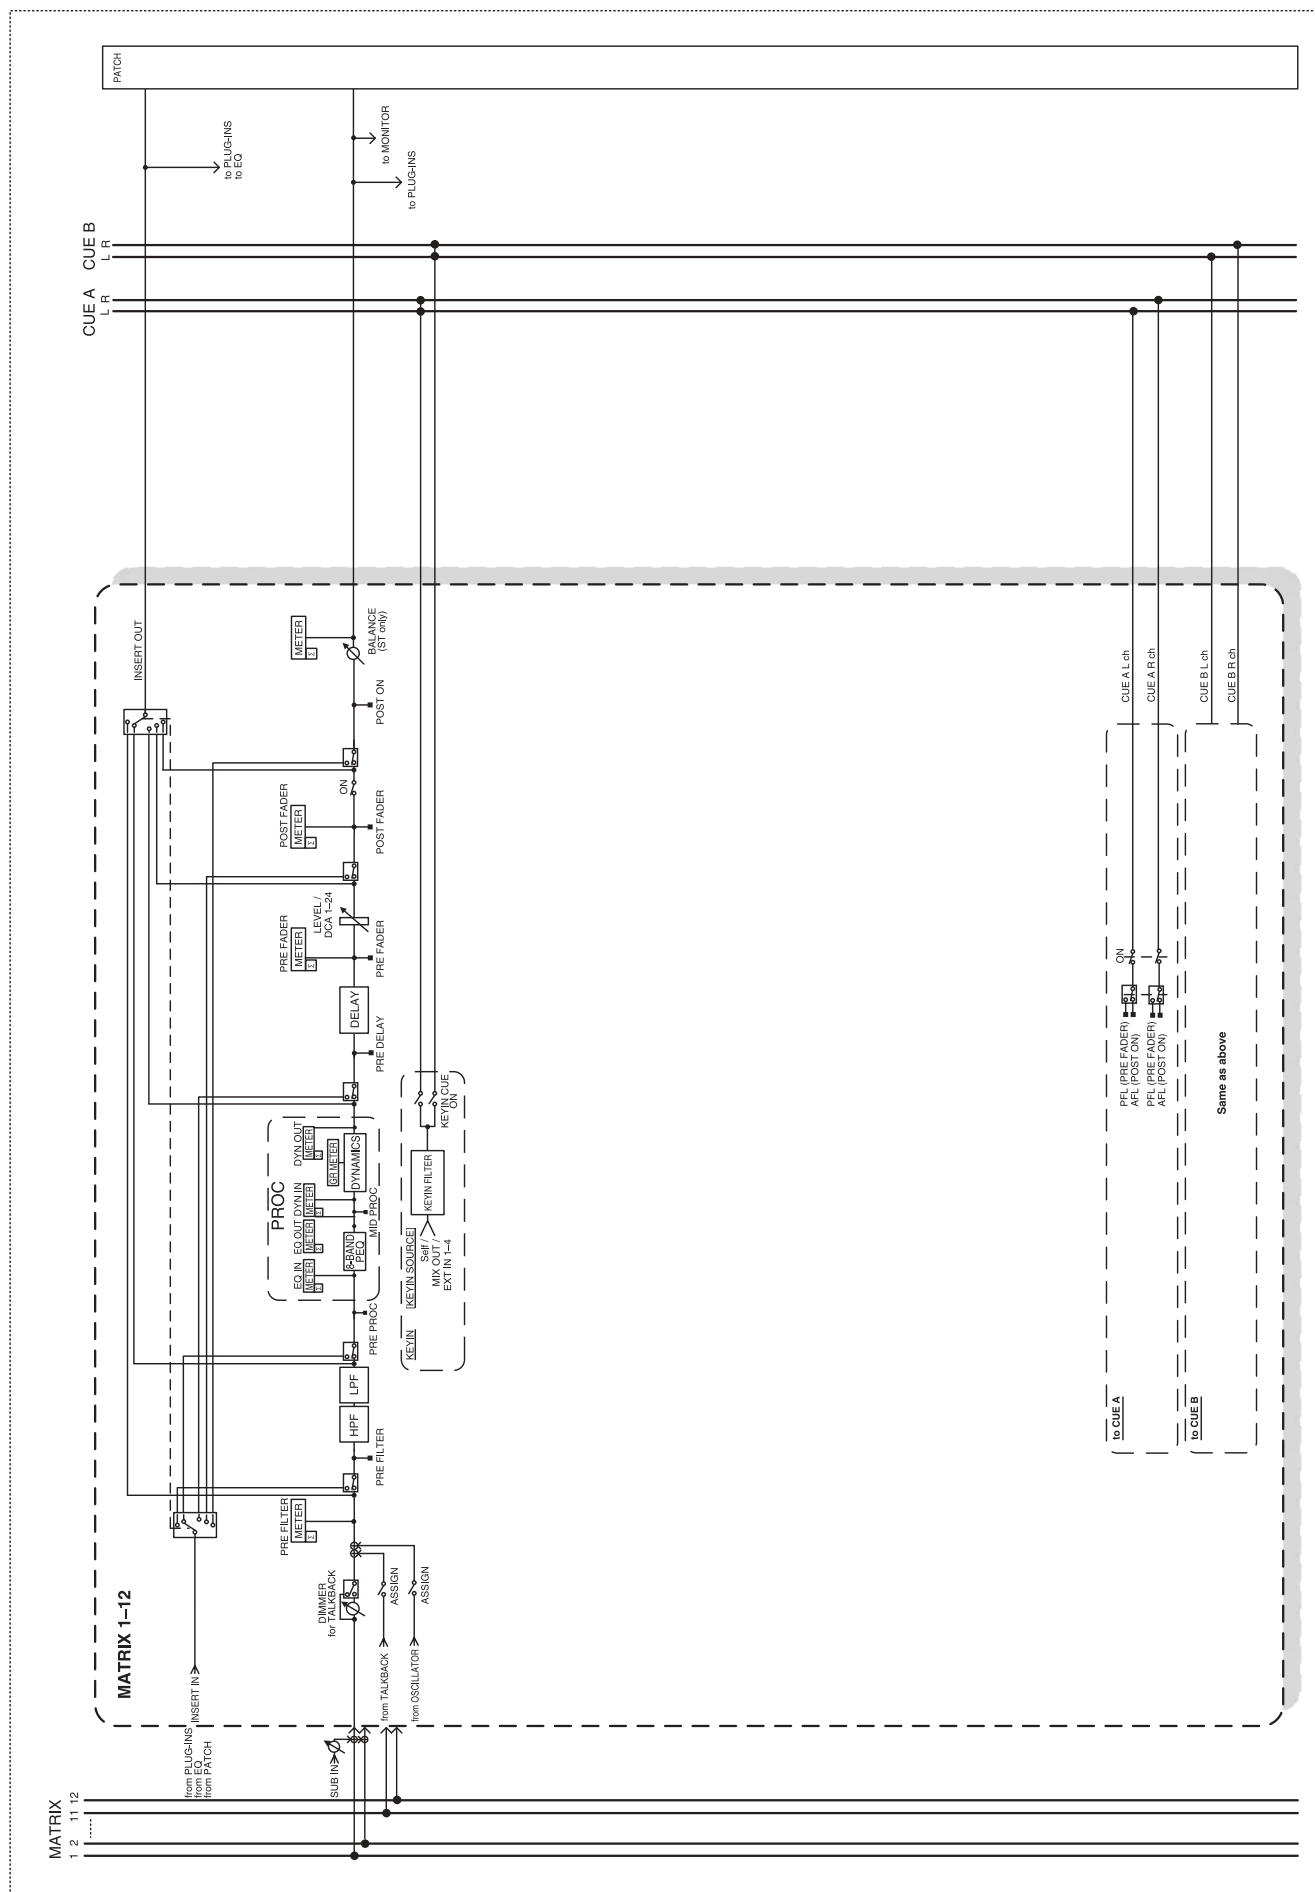 PATCH
to PLUG-INS
to EQ
to MONITOR
to PLUG-INS
CUE B
L R
CUE A
L R
INSERT OUT
METER
Σ
BALANCE
(ST only)
POST ON
ON
POST FADER
METER
Σ
POST FADER
LEVEL /
DCA 1–24
PRE FADER
METER
Σ
PRE FADER
DELAY
PRE DELAY
PROC
DYN OUT
METER
Σ
GR METER
DYNAMICS
DYN IN
METER
Σ
MID PROC
EQ OUT
METER
Σ
8-BAND
PEQ
EQ IN
METER
Σ
PRE PROC
KEYIN CUE
ON
KEYIN FILTER
[KEYIN SOURCE]
Self /
MIX OUT /
EXT IN 1–4
KEYIN
LPF
HPF
PRE FILTER
PRE FILTER
METER
Σ
DIMMER
for TALKBACK
ASSIGN
ASSIGN
from TALKBACK
from OSCILLATOR
MATRIX 1–12
INSERT IN
from PLUG-INS
from EQ
from PATCH
SUB IN
MATRIX
1 2 11 12
CUE A L ch
CUE A R ch
CUE B L ch
CUE B R ch
ON
PFL (PRE FADER)
AFL (POST ON)
PFL (PRE FADER)
AFL (POST ON)
Same as above
to CUE A
to CUE B